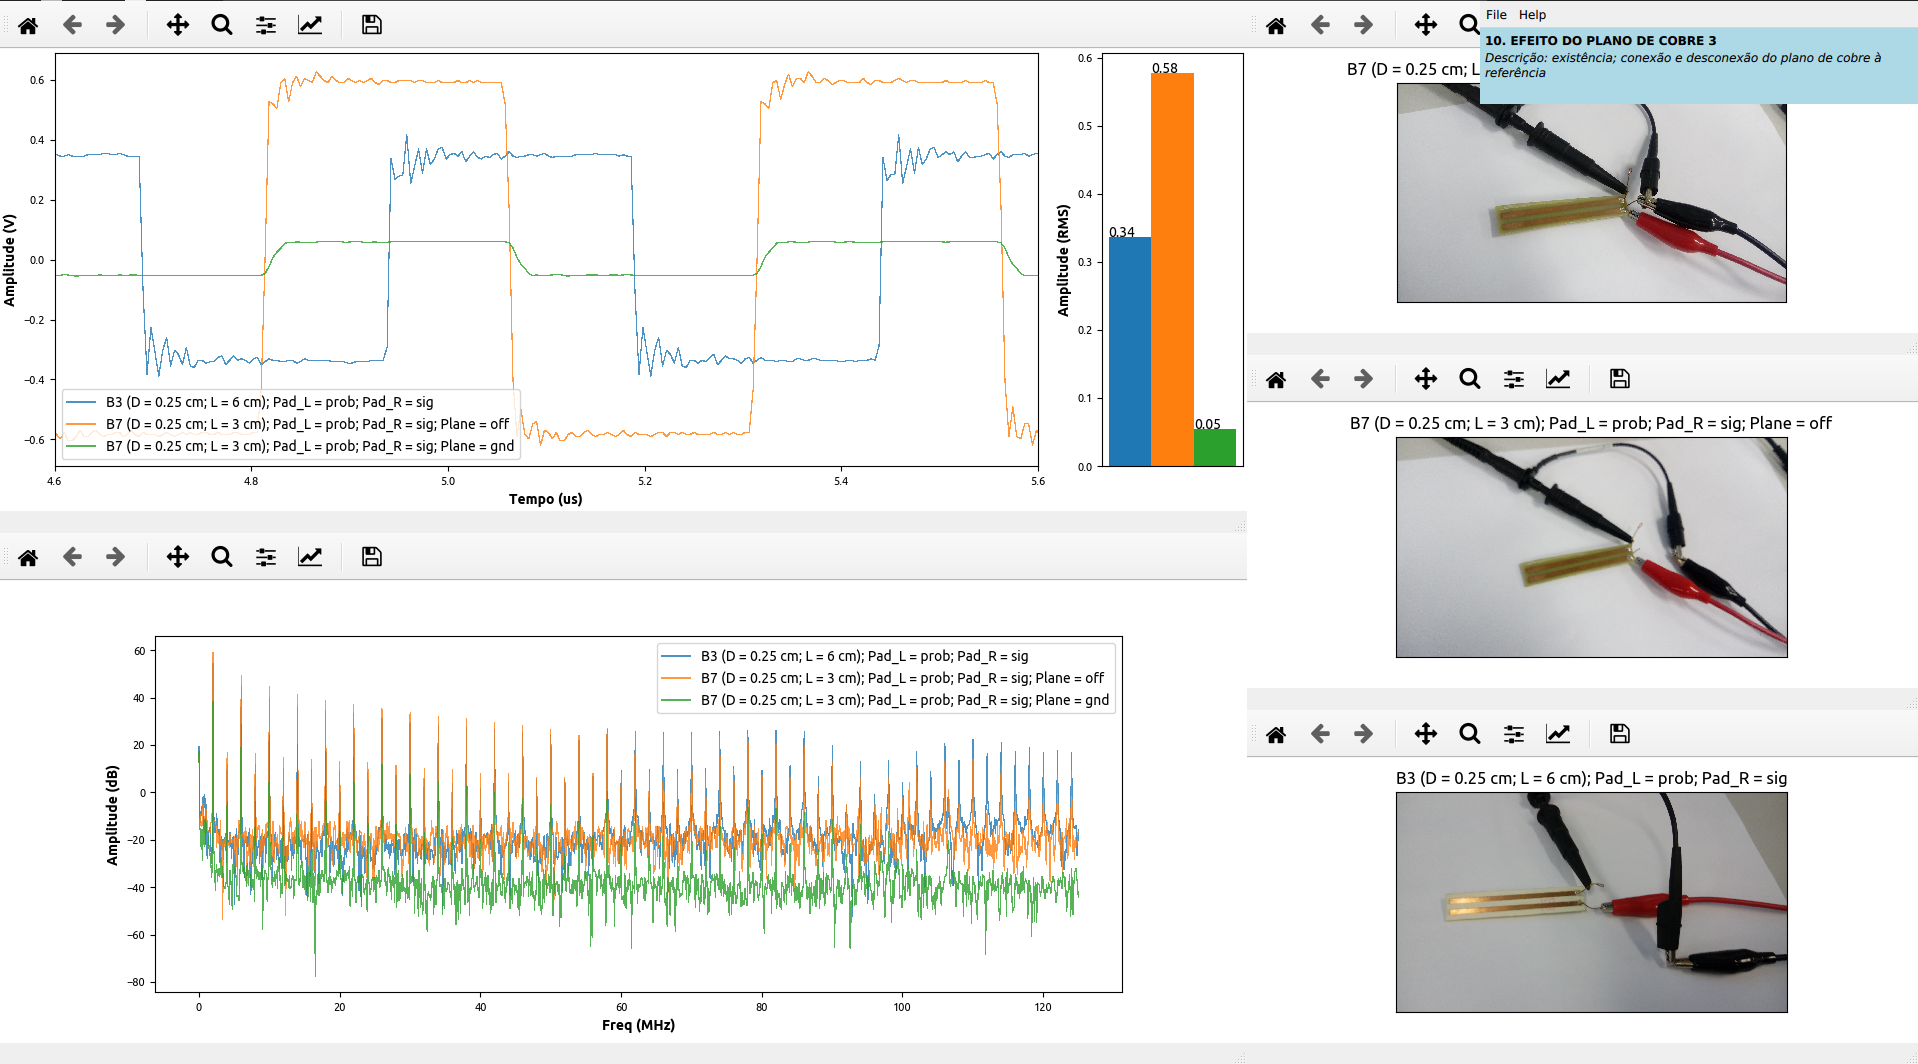 File Help
10. EFEITO DO PLANO DE COBRE 3
Descrição: existência; conexão e desconexão do plano de cobre à
referência
0.6
0.4
0.2
0.0
−0.2
−0.4
−0.6
Amplitude (V)
B3 (D = 0.25 cm; L = 6 cm); Pad_L = prob; Pad_R = sig
B7 (D = 0.25 cm; L = 3 cm); Pad_L = prob; Pad_R = sig; Plane = off
B7 (D = 0.25 cm; L = 3 cm); Pad_L = prob; Pad_R = sig; Plane = gnd
4.6 4.8 5.0 5.2 5.4 5.6
Tempo (us)
0.6
0.5
0.4
0.3
0.2
0.1
0.0
Amplitude (RMS)
0.34
0.58
0.05
B7 (D = 0.25 cm; L
B7 (D = 0.25 cm; L = 3 cm); Pad_L = prob; Pad_R = sig; Plane = off
B3 (D = 0.25 cm; L = 6 cm); Pad_L = prob; Pad_R = sig
60
40
20
0
−20
−40
−60
−80
Amplitude (dB)
B3 (D = 0.25 cm; L = 6 cm); Pad_L = prob; Pad_R = sig
B7 (D = 0.25 cm; L = 3 cm); Pad_L = prob; Pad_R = sig; Plane = off
B7 (D = 0.25 cm; L = 3 cm); Pad_L = prob; Pad_R = sig; Plane = gnd
0 20 40 60 80 100 120
Freq (MHz)